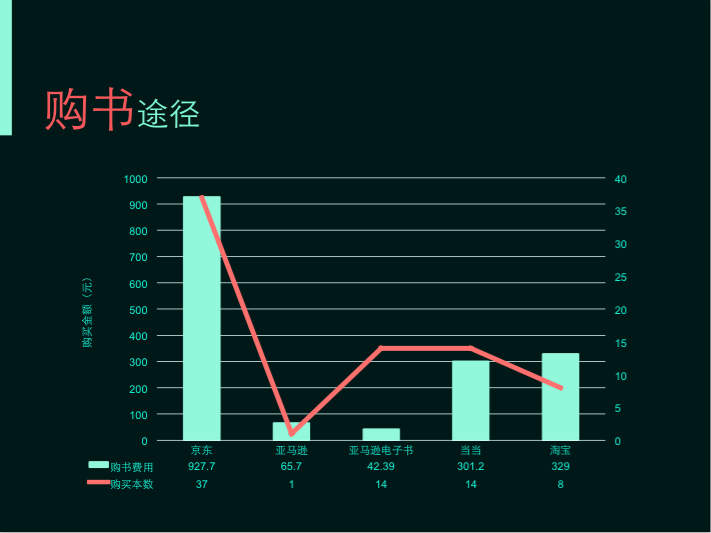 购书途径
1000 40
900 35
800 30
700 25
600 20
500 15
400 10
300 5
200 0
100
0
购买金额（元）
京东 亚马逊 亚马逊电子书 当当 淘宝
购书费用 927.7 65.7 42.39 301.2 329
购买本数 37 1 14 14 8